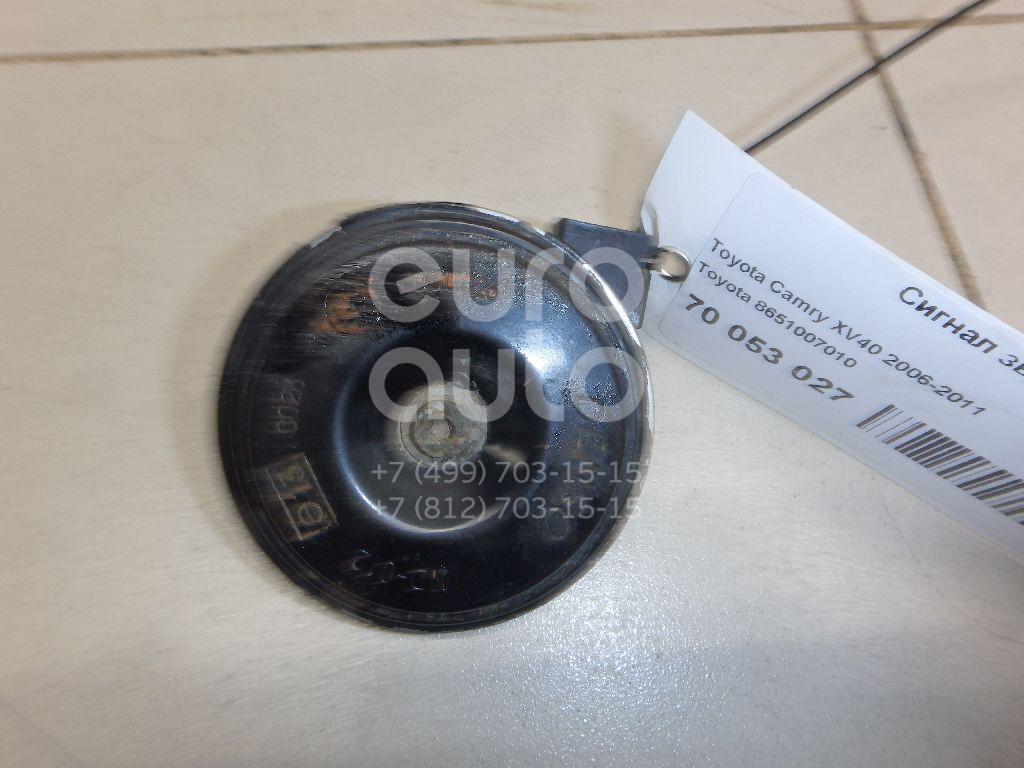 euro
auto
+7 (499) 703-15-15
+7 (812) 703-15-15
Сигнал
Toyota Camry XV40 2006-2011
Toyota 8651007010
70 053 027
e13